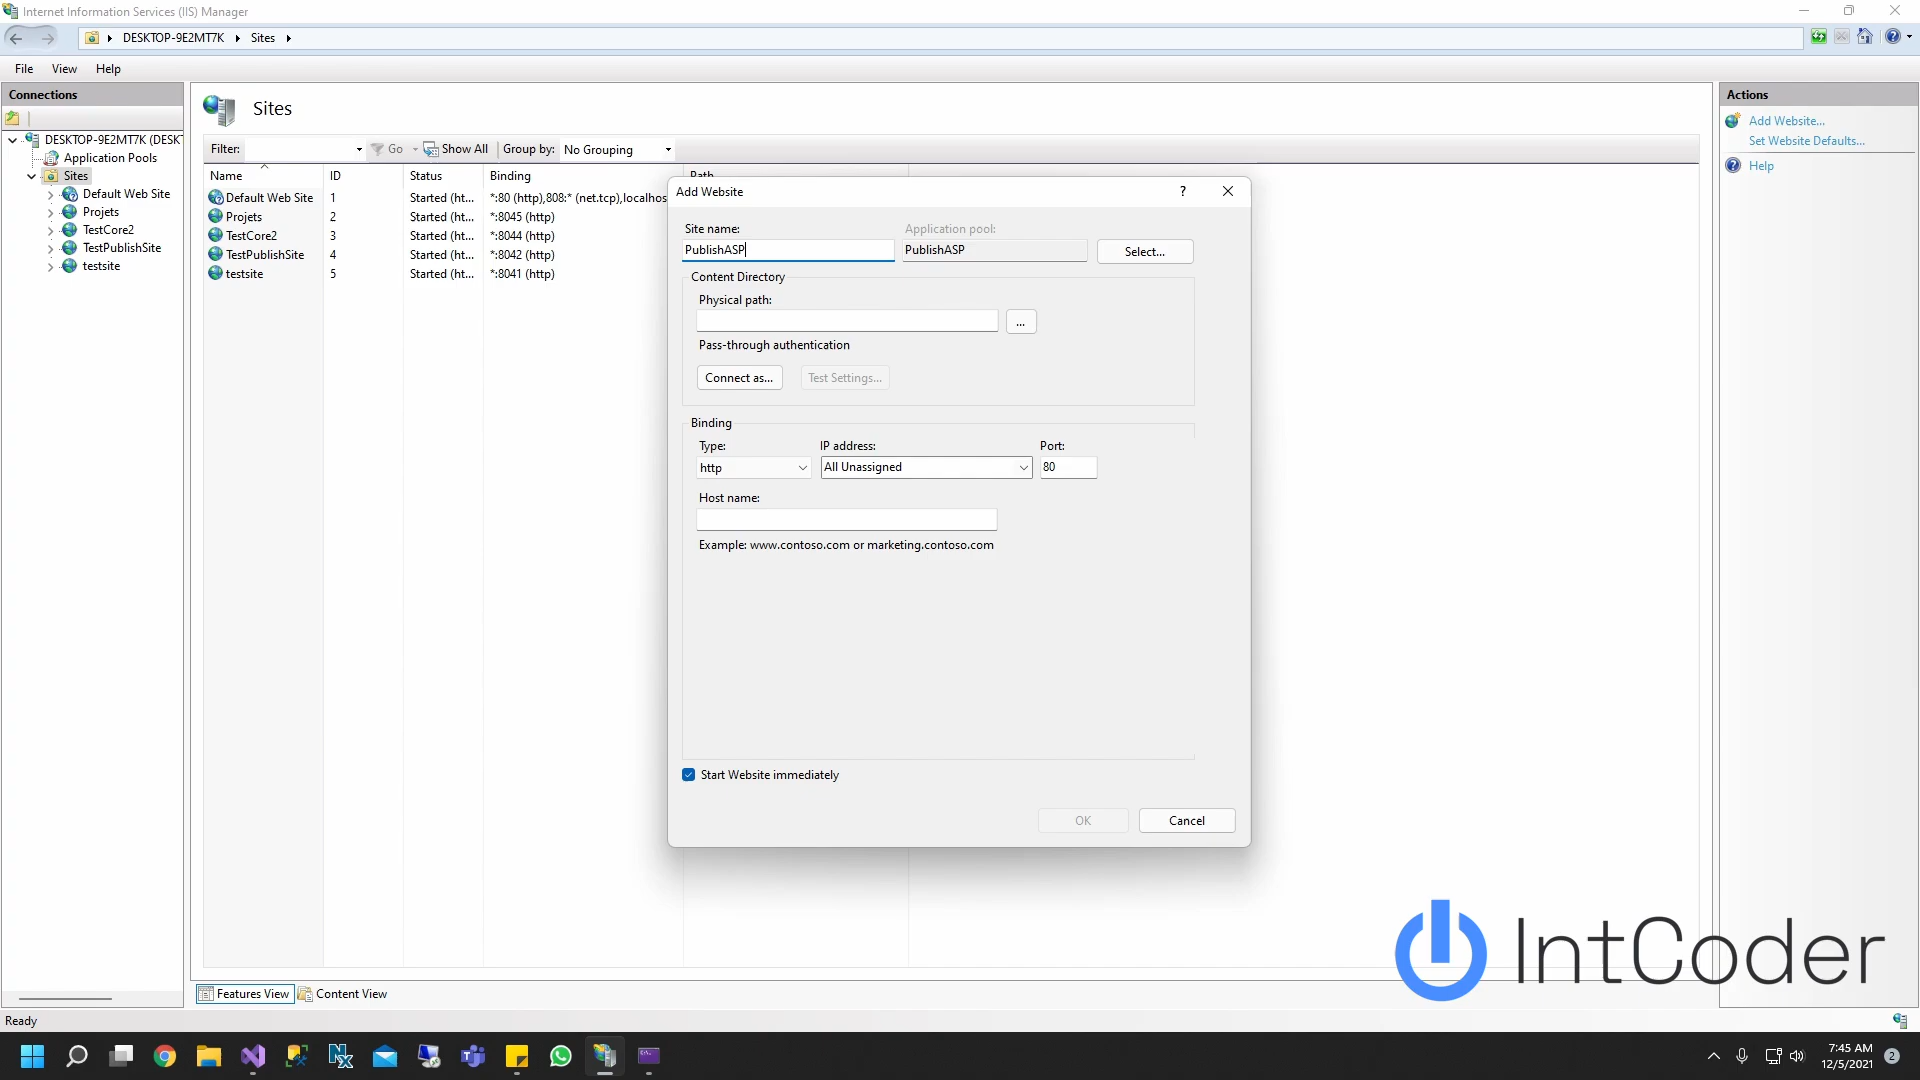 Internet Information Services (IIS) Manager
DESKTOP-9E2MT7K
Sites
File View Help
Connections
DESKTOP-9E2MT7K (DESKT
Application Pools
Sites
Default Web Site
Projets
TestCore2
TestPublishSite
testsite
Sites
Filter: Go Show All Group by: No Grouping
Name ID Status Binding Path
Default Web Site 1 Started (ht... *:80 (http),808:* (net.tcp),localhos
Projets 2 Started (ht... *:8045 (http)
TestCore2 3 Started (ht... *:8044 (http)
TestPublishSite 4 Started (ht... *:8042 (http)
testsite 5 Started (ht... *:8041 (http)
Add Website
?
Site name: Application pool:
PublishASP PublishASP Select...
Content Directory
Physical path:
...
Pass-through authentication
Connect as... Test Settings...
Binding
Type: IP address: Port:
http All Unassigned 80
Host name:
Example: www.contoso.com or marketing.contoso.com
Start Website immediately
OK Cancel
Actions
Add Website...
Set Website Defaults...
Help
IntCoder
Features View Content View
Ready
7:45 AM
12/5/2021
2